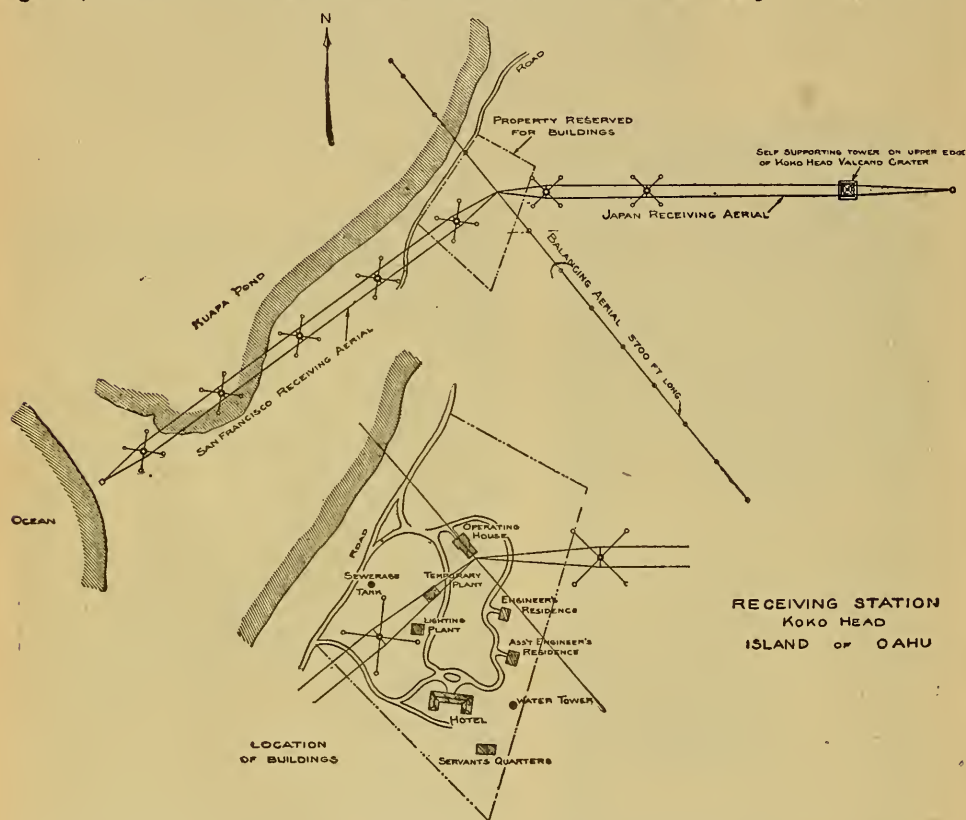 N
ROAD
PROPERTY RESERVED
FOR BUILDINGS
SELF SUPPORTING TOWER ON UPPER EDGE
OF KOKO HEAD VALCANO CRATER
JAPAN RECEIVING AERIAL
BALANCING AERIAL 5700 FT LONG
KUAPA POND
SAN FRANCISCO RECEIVING AERIAL
OCEAN
ROAD
OPERATING
HOUSE
SEWERAGE
TANK
TEMPORARY
PLANT
ENGINEER'S
RESIDENCE
LIGHTING
PLANT
ASS'T ENGINEER'S
RESIDENCE
WATER TOWER
HOTEL
SERVANTS QUARTERS
LOCATION
OF BUILDINGS
RECEIVING STATION
KOKO HEAD
ISLAND OF OAHU